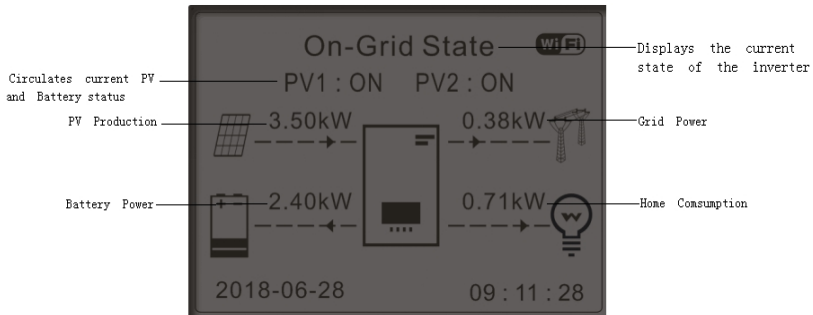 On-Grid State WiFi
Displays the current
state of the inverter
Circulates current PV
and Battery status
PV1 : ON PV2 : ON
PV Production
3.50kW
0.38kW
Grid Power
Battery Power
+ −
2.40kW
0.71kW
Home Comsumption
2018-06-28
09 : 11 : 28